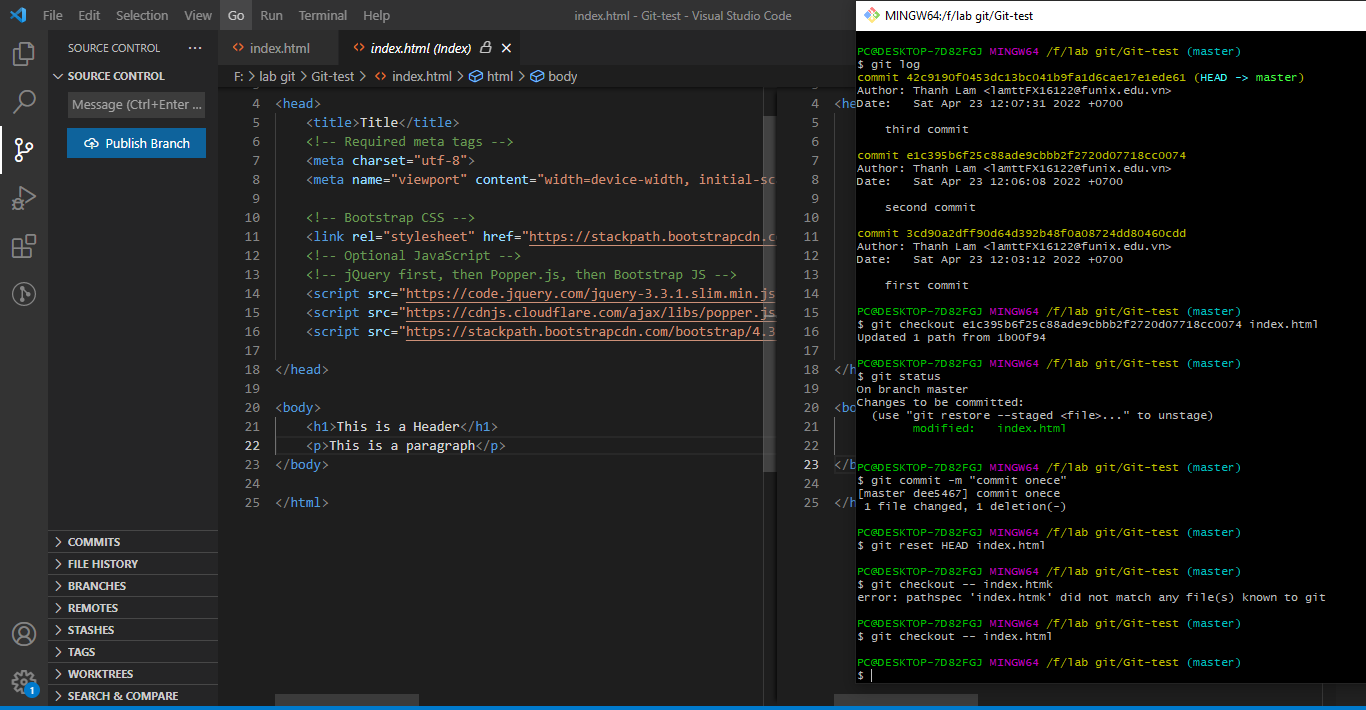 File Edit Selection View Go Run Terminal Help
index.html - Git-test - Visual Studio Code
SOURCE CONTROL
SOURCE CONTROL
Message (Ctrl+Enter ...
Publish Branch
COMMITS
FILE HISTORY
BRANCHES
REMOTES
STASHES
TAGS
WORKTREES
SEARCH & COMPARE
1
index.html
index.html (Index)
F: > lab git > Git-test > index.html > html > body
4 <head>
5 <title>Title</title>
6 <!-- Required meta tags -->
7 <meta charset="utf-8">
8 <meta name="viewport" content="width=device-width, initial-sc
9
10 <!-- Bootstrap CSS -->
11 <link rel="stylesheet" href="https://stackpath.bootstrapcdn.c
12 <!-- Optional JavaScript -->
13 <!-- jQuery first, then Popper.js, then Bootstrap JS -->
14 <script src="https://code.jquery.com/jquery-3.3.1.slim.min.js
15 <script src="https://cdnjs.cloudflare.com/ajax/libs/popper.js
16 <script src="https://stackpath.bootstrapcdn.com/bootstrap/4.3
17
18 </head>
19
20 <body>
21 <h1>This is a Header</h1>
22 <p>This is a paragraph</p>
23 </body>
24
25 </html>
4 <he
5
6
7
8
9
10
11
12
13
14
15
16
17
18 </h
19
20 <bo
21
22
23 </b
24
25 </h
MINGW64:/f/lab git/Git-test
PC@DESKTOP-7D82FGJ MINGW64 /f/lab git/Git-test (master)
$ git log
commit 42c9190f0453dc13bc041b9fa1d6cae17e1ede61 (HEAD -> master)
Author: Thanh Lam <lamttFX16122@funix.edu.vn>
Date: Sat Apr 23 12:07:31 2022 +0700
third commit
commit e1c395b6f25c88ade9cbbb2f2720d07718cc0074
Author: Thanh Lam <lamttFX16122@funix.edu.vn>
Date: Sat Apr 23 12:06:08 2022 +0700
second commit
commit 3cd90a2dff90d64d392b48f0a08724dd80460cdd
Author: Thanh Lam <lamttFX16122@funix.edu.vn>
Date: Sat Apr 23 12:03:12 2022 +0700
first commit
PC@DESKTOP-7D82FGJ MINGW64 /f/lab git/Git-test (master)
$ git checkout e1c395b6f25c88ade9cbbb2f2720d07718cc0074 index.html
Updated 1 path from 1b00f94
PC@DESKTOP-7D82FGJ MINGW64 /f/lab git/Git-test (master)
$ git status
On branch master
Changes to be committed:
(use "git restore --staged <file>..." to unstage)
modified: index.html
PC@DESKTOP-7D82FGJ MINGW64 /f/lab git/Git-test (master)
$ git commit -m "commit onece"
[master dee5467] commit onece
1 file changed, 1 deletion(-)
PC@DESKTOP-7D82FGJ MINGW64 /f/lab git/Git-test (master)
$ git reset HEAD index.html
PC@DESKTOP-7D82FGJ MINGW64 /f/lab git/Git-test (master)
$ git checkout -- index.htmk
error: pathspec 'index.htmk' did not match any file(s) known to git
PC@DESKTOP-7D82FGJ MINGW64 /f/lab git/Git-test (master)
$ git checkout -- index.html
PC@DESKTOP-7D82FGJ MINGW64 /f/lab git/Git-test (master)
$